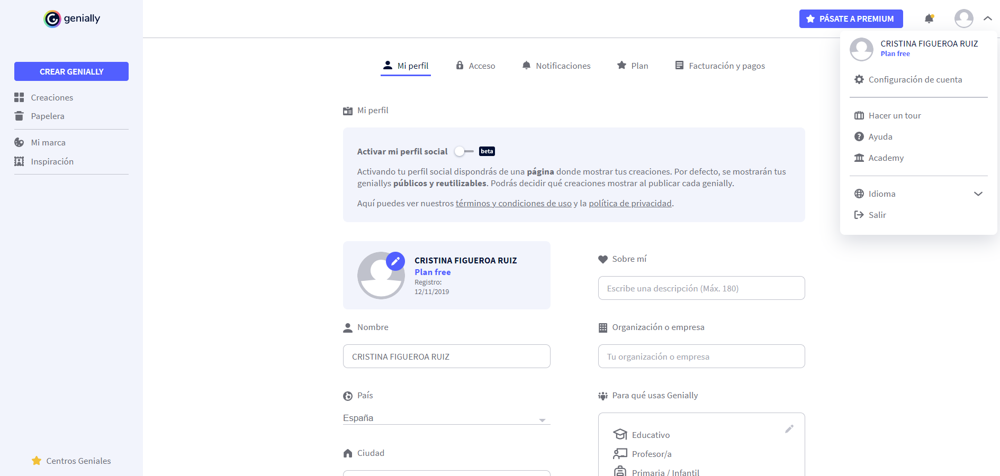 genially
CREAR GENIALLY
Creaciones
Papelera
Mi marca
Inspiración
Centros Geniales
PÁSATE A PREMIUM
Mi perfil
Acceso
Notificaciones
Plan
Facturación y pagos
CRISTINA FIGUEROA RUIZ
Plan free
Configuración de cuenta
Hacer un tour
Ayuda
Academy
Idioma
Salir
Mi perfil
Activar mi perfil social beta
Activando tu perfil social dispondrás de una página donde mostrar tus creaciones. Por defecto, se mostrarán tus
geniallys públicos y reutilizables. Podrás decidir qué creaciones mostrar al publicar cada genially.
Aquí puedes ver nuestros términos y condiciones de uso y la política de privacidad.
CRISTINA FIGUEROA RUIZ
Plan free
Registro:
12/11/2019
Nombre
CRISTINA FIGUEROA RUIZ
País
España
Ciudad
Sobre mí
Escribe una descripción (Máx. 180)
Organización o empresa
Tu organización o empresa
Para qué usas Genially
Educativo
Profesor/a
Primaria / Infantil